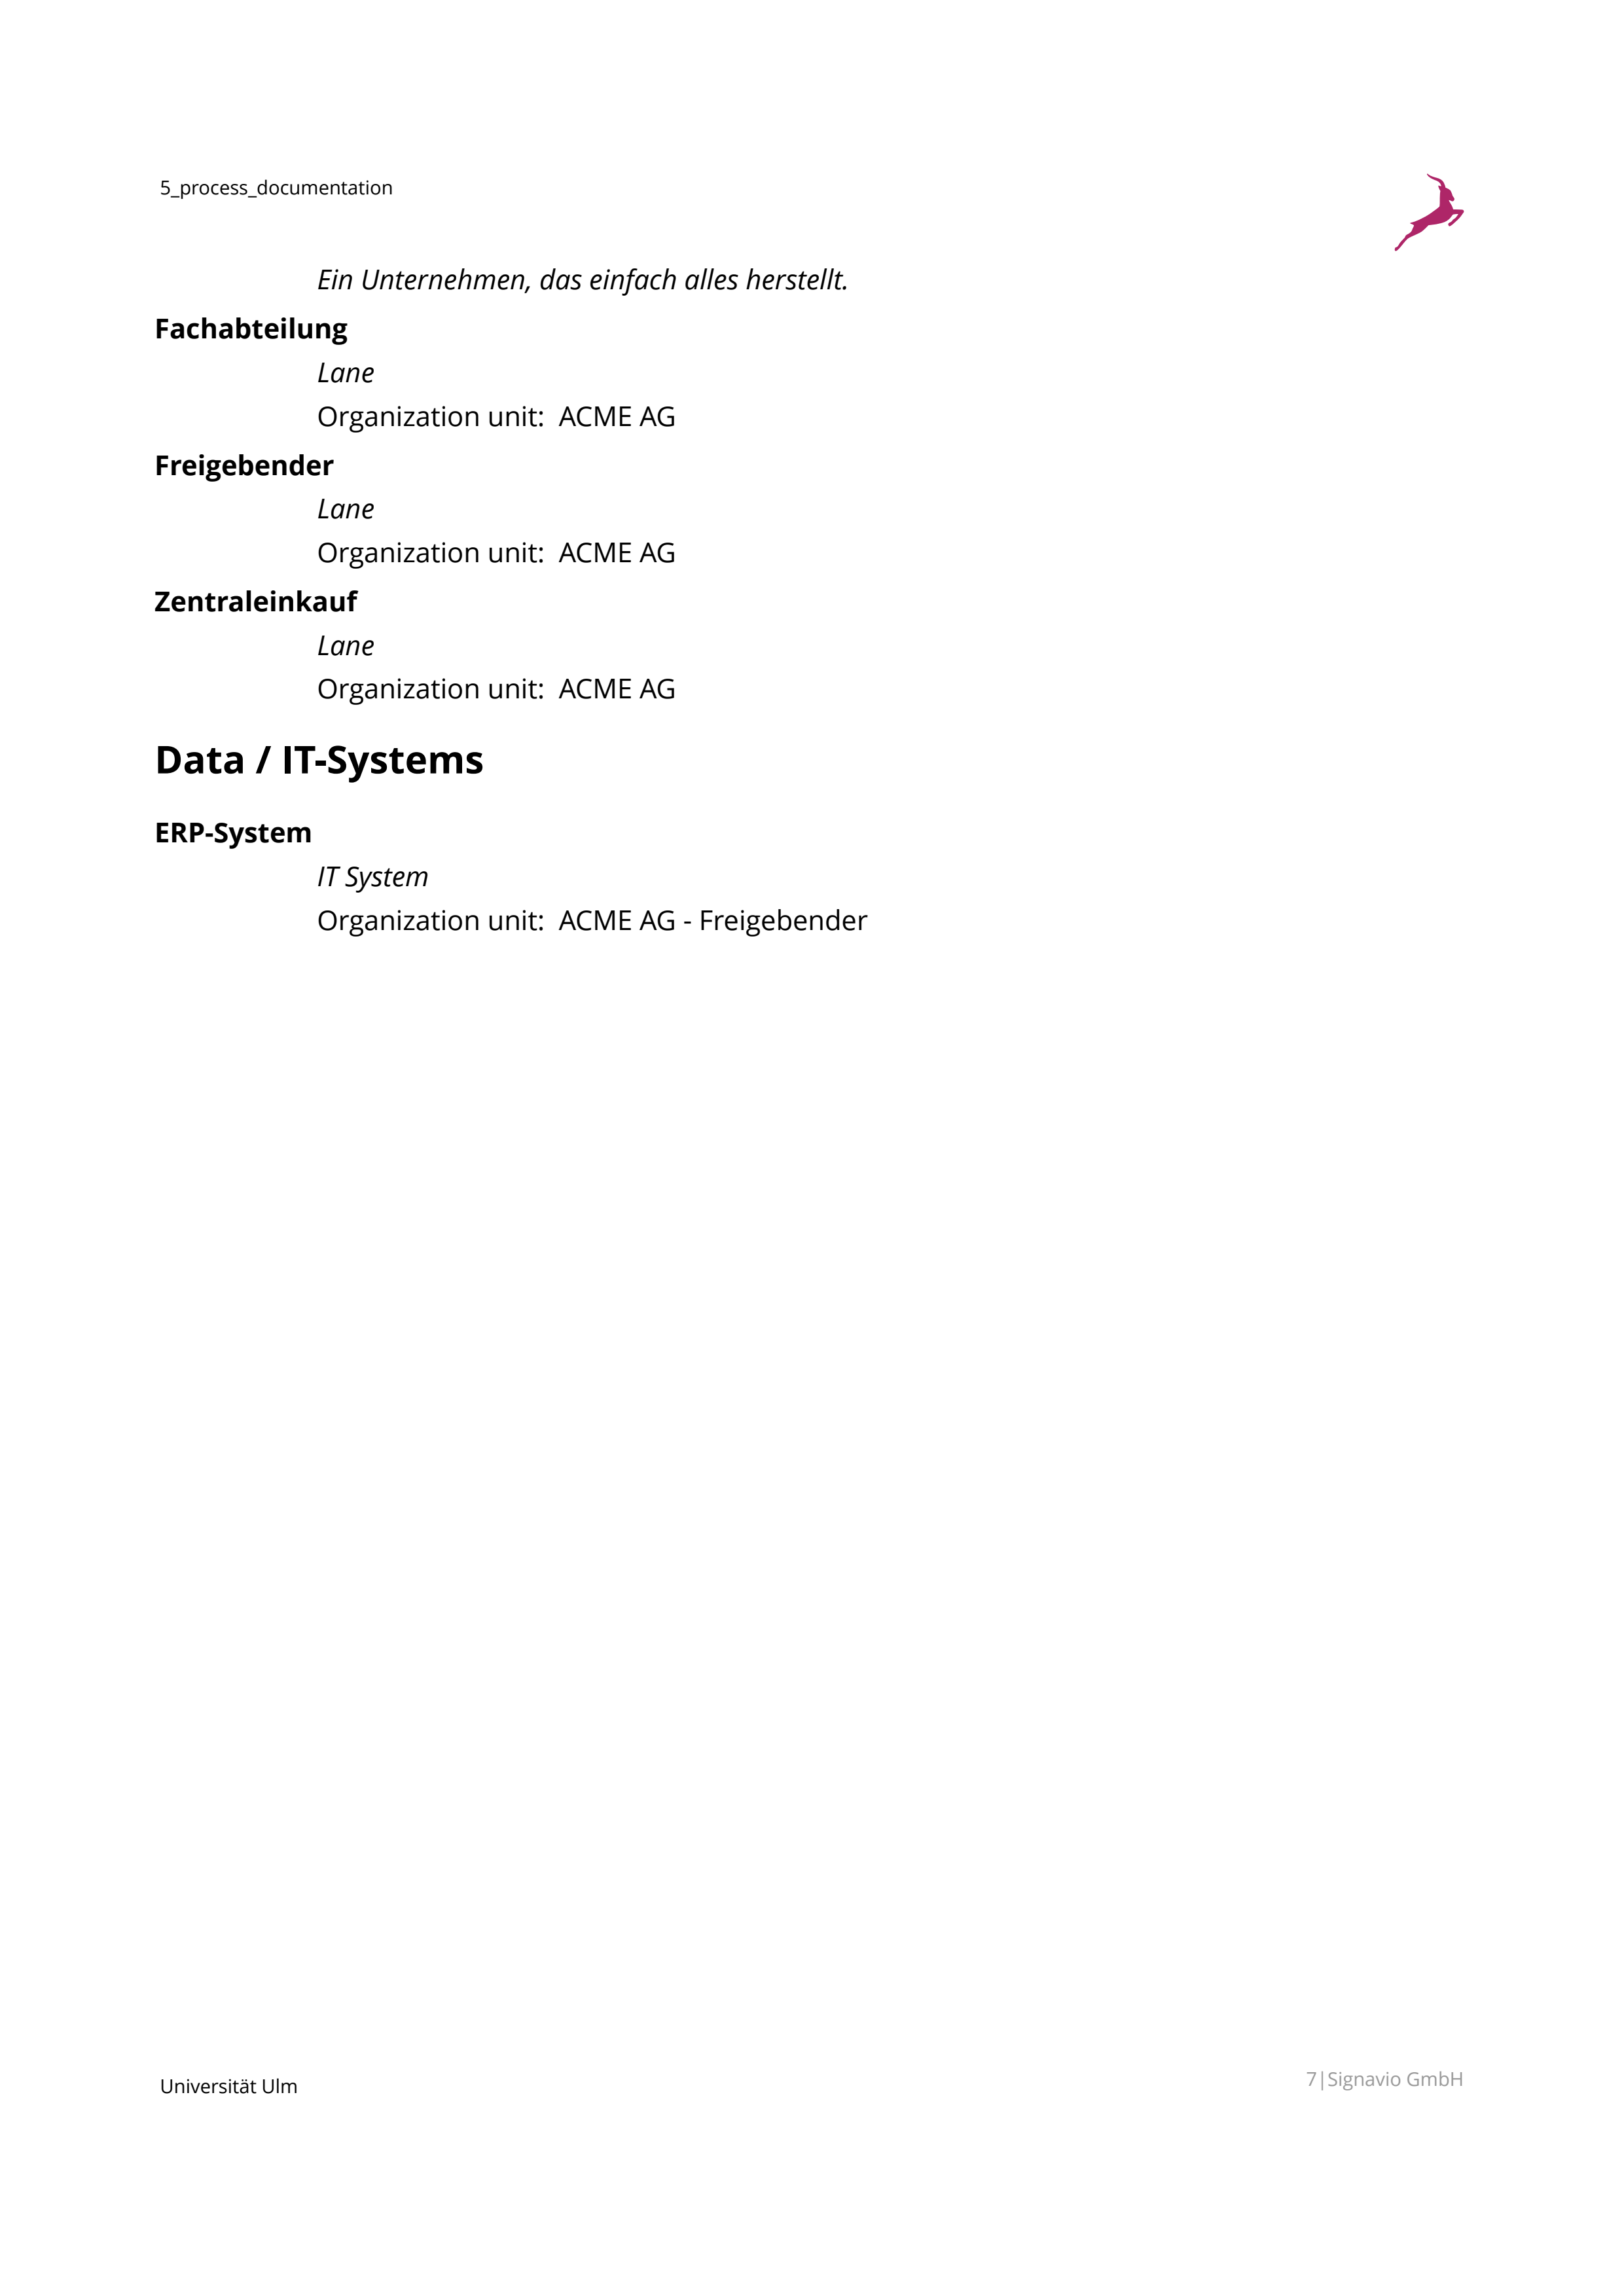 5_process_documentation
Ein Unternehmen, das einfach alles herstellt.
Fachabteilung
Lane
Organization unit: ACME AG
Freigebender
Lane
Organization unit: ACME AG
Zentraleinkauf
Lane
Organization unit: ACME AG
Data / IT-Systems
ERP-System
IT System
Organization unit: ACME AG - Freigebender
Universität Ulm
7|Signavio GmbH